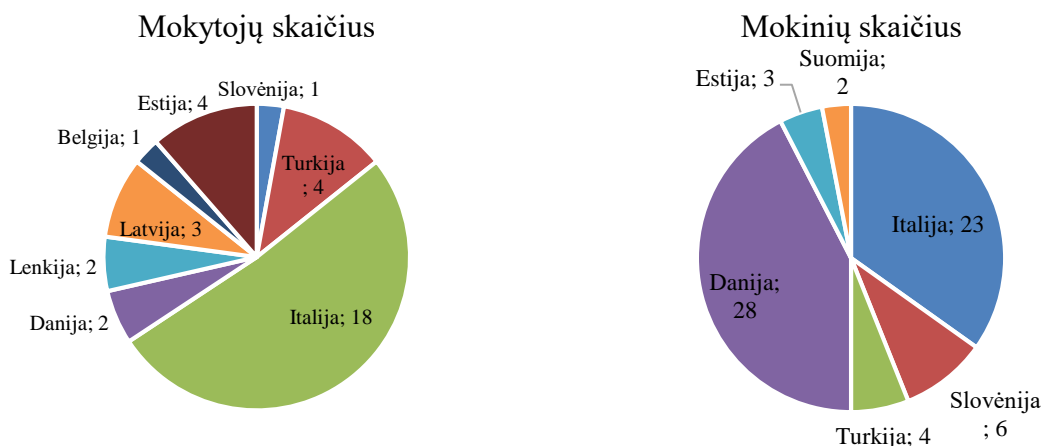 Mokytojų skaičius
Slovėnija; 1
Turkija
; 4
Italija; 18
Danija; 2
Lenkija; 2
Latvija; 3
Belgija; 1
Estija; 4
Mokinių skaičius
Italija; 23
Slovėnija
; 6
Turkija; 4
Danija;
28
Estija; 3
Suomija;
2